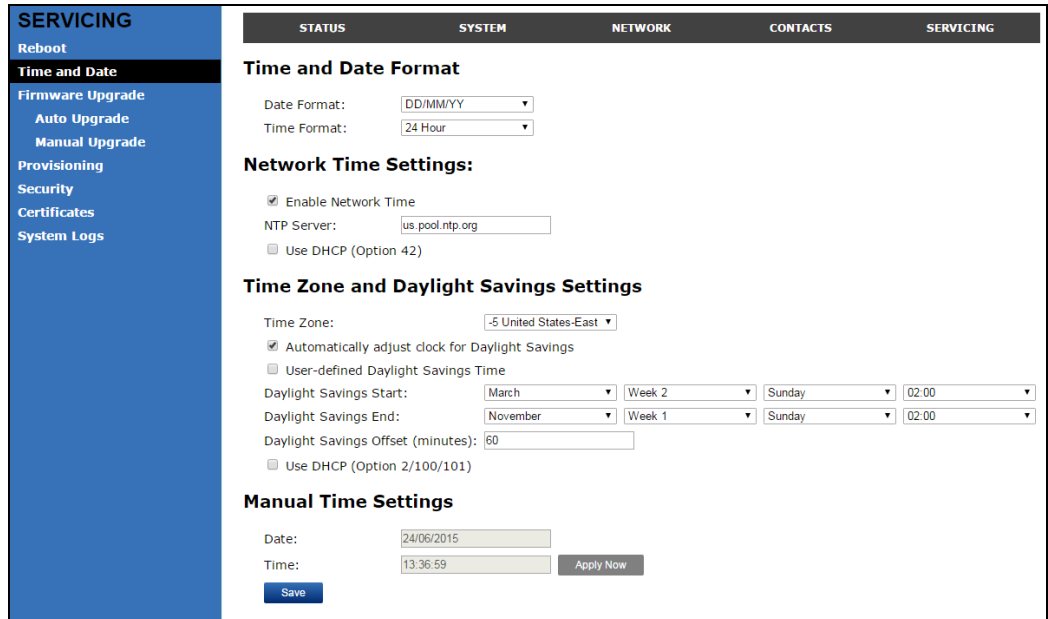 SERVICING
Reboot
Time and Date
Firmware Upgrade
Auto Upgrade
Manual Upgrade
Provisioning
Security
Certificates
System Logs
STATUS SYSTEM NETWORK CONTACTS SERVICING
Time and Date Format
Date Format: DD/MM/YY
Time Format: 24 Hour
Network Time Settings:
Enable Network Time
NTP Server: us.pool.ntp.org
Use DHCP (Option 42)
Time Zone and Daylight Savings Settings
Time Zone: -5 United States-East
Automatically adjust clock for Daylight Savings
User-defined Daylight Savings Time
Daylight Savings Start: March Week 2 Sunday 02:00
Daylight Savings End: November Week 1 Sunday 02:00
Daylight Savings Offset (minutes): 60
Use DHCP (Option 2/100/101)
Manual Time Settings
Date: 24/06/2015
Time: 13:36:59 Apply Now
Save